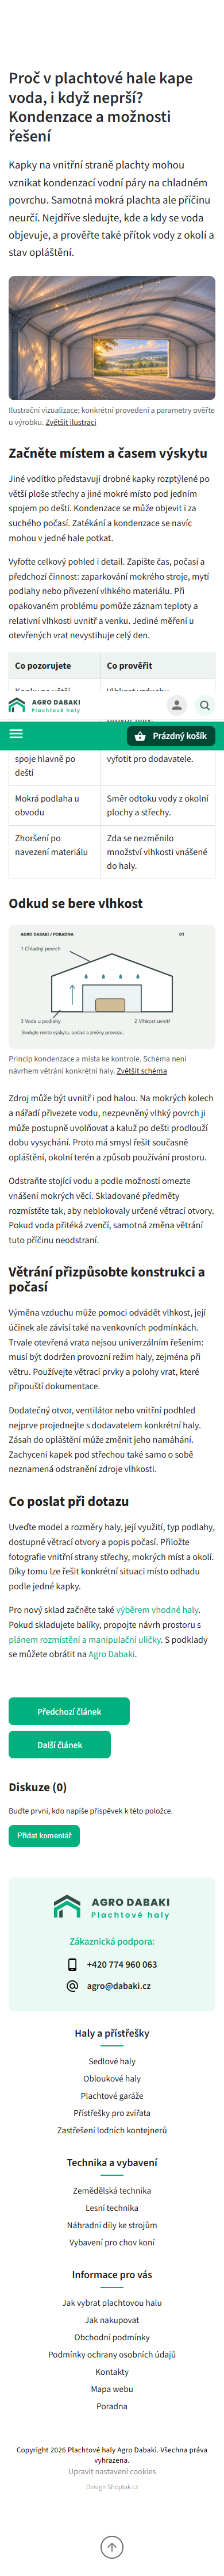 Proč v plachtové hale kape
voda, i když neprší?
Kondenzace a možnosti
řešení
Kapky na vnitřní straně plachty mohou
vznikat kondenzací vodní páry na chladném
povrchu. Samotná mokrá plachta ale příčinu
neurčí. Nejdříve sledujte, kde a kdy se voda
objevuje, a prověřte také přítok vody z okolí a
stav opláštění.
Ilustrační vizualizace; konkrétní provedení a parametry ověřte
u výrobku. Zvětšit ilustraci
Začněte místem a časem výskytu
Jiné vodítko představují drobné kapky rozptýlené po
větší ploše střechy a jiné mokré místo pod jedním
spojem po dešti. Kondenzace se může objevit i za
suchého počasí. Zatékání a kondenzace se navíc
mohou v jedné hale potkat.
Vyfoťte celkový pohled i detail. Zapište čas, počasí a
předchozí činnost: zaparkování mokrého stroje, mytí
podlahy nebo přivezení vlhkého materiálu. Při
opakovaném problému pomůže záznam teploty a
relativní vlhkosti uvnitř a venku. Jediné měření u
otevřených vrat nevystihuje celý den.
Co pozorujete
Co prověřit
AGRO DABAKI
Plachtové haly
Prázdný košík
spoje hlavně po
dešti
vyfotit pro dodavatele.
Mokrá podlaha u
obvodu
Směr odtoku vody z okolní
plochy a střechy.
Zhoršení po
navezení materiálu
Zda se nezměnilo
množství vlhkosti vnášené
do haly.
Odkud se bere vlhkost
AGRO DABAKI / PORADNA
01
1 Chladný povrch
3 Voda u podlahy
2 Vlhkost uvnitř
Sledujte místo výskytu, počasí a změny provozu.
Princip kondenzace a místa ke kontrole. Schéma není
návrhem větrání konkrétní haly. Zvětšit schéma
Zdroj může být uvnitř i pod halou. Na mokrých kolech
a nářadí přivezete vodu, nezpevněný vlhký povrch ji
může postupně uvolňovat a kaluž po dešti prodlouží
dobu vysychání. Proto má smysl řešit současně
opláštění, okolní terén a způsob používání prostoru.
Odstraňte stojící vodu a podle možností omezte
vnášení mokrých věcí. Skladované předměty
rozmístěte tak, aby neblokovaly určené větrací otvory.
Pokud voda přitéká zvenčí, samotná změna větrání
tuto příčinu neodstraní.
Větrání přizpůsobte konstrukci a
počasí
Výměna vzduchu může pomoci odvádět vlhkost, její
účinek ale závisí také na venkovních podmínkách.
Trvale otevřená vrata nejsou univerzálním řešením:
musí být dodržen provozní režim haly, zejména při
větru. Používejte větrací prvky a polohy vrat, které
připouští dokumentace.
Dodatečný otvor, ventilátor nebo vnitřní podhled
nejprve projednejte s dodavatelem konkrétní haly.
Zásah do opláštění může změnit jeho namáhání.
Zachycení kapek pod střechou také samo o sobě
neznamená odstranění zdroje vlhkosti.
Co poslat při dotazu
Uveďte model a rozměry haly, její využití, typ podlahy,
dostupné větrací otvory a popis počasí. Přiložte
fotografie vnitřní strany střechy, mokrých míst a okolí.
Díky tomu lze řešit konkrétní situaci místo odhadu
podle jedné kapky.
Pro nový sklad začněte také výběrem vhodné haly.
Pokud skladujete balíky, propojte návrh prostoru s
plánem rozmístění a manipulační uličky. S podklady
se můžete obrátit na Agro Dabaki.
Předchozí článek
Další článek
Diskuze (0)
Buďte první, kdo napíše příspěvek k této položce.
Přidat komentář
AGRO DABAKI
Plachtové haly
Zákaznická podpora:
+420 774 960 063
agro@dabaki.cz
Haly a přístřešky
Sedlové haly
Obloukové haly
Plachtové garáže
Přístřešky pro zvířata
Zastřešení lodních kontejnerů
Technika a vybavení
Zemědělská technika
Lesní technika
Náhradní díly ke strojům
Vybavení pro chov koní
Informace pro vás
Jak vybrat plachtovou halu
Jak nakupovat
Obchodní podmínky
Podmínky ochrany osobních údajů
Kontakty
Mapa webu
Poradna
Copyright 2026 Plachtové haly Agro Dabaki. Všechna práva
vyhrazena.
Upravit nastavení cookies
Design Shoptak.cz